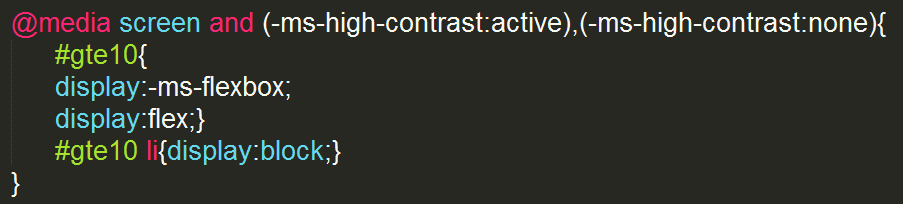 @media screen and (-ms-high-contrast:active),(-ms-high-contrast:none){
#gte10{
display:-ms-flexbox;
display:flex;}
#gte10 li{display:block;}
}